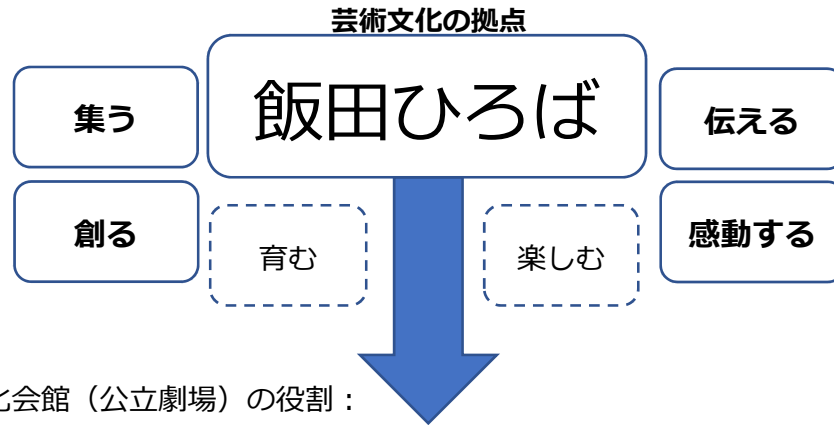 芸術文化の拠点
飯田ひろば
集う
伝える
創る
育む
楽しむ
感動する
会館（公立劇場）の役割：